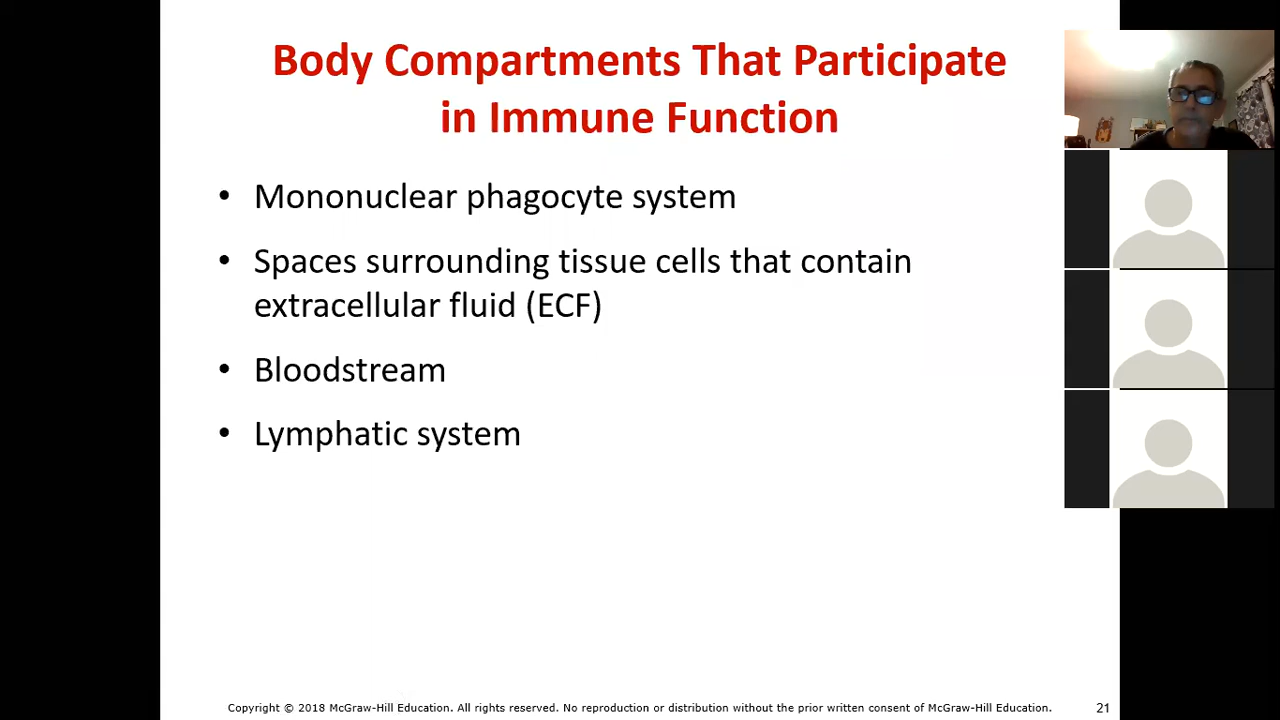 Body Compartments That Participate
in Immune Function
• Mononuclear phagocyte system
• Spaces surrounding tissue cells that contain
extracellular fluid (ECF)
• Bloodstream
• Lymphatic system
Copyright © 2018 McGraw-Hill Education. All rights reserved. No reproduction or distribution without the prior written consent of McGraw-Hill Education.
21